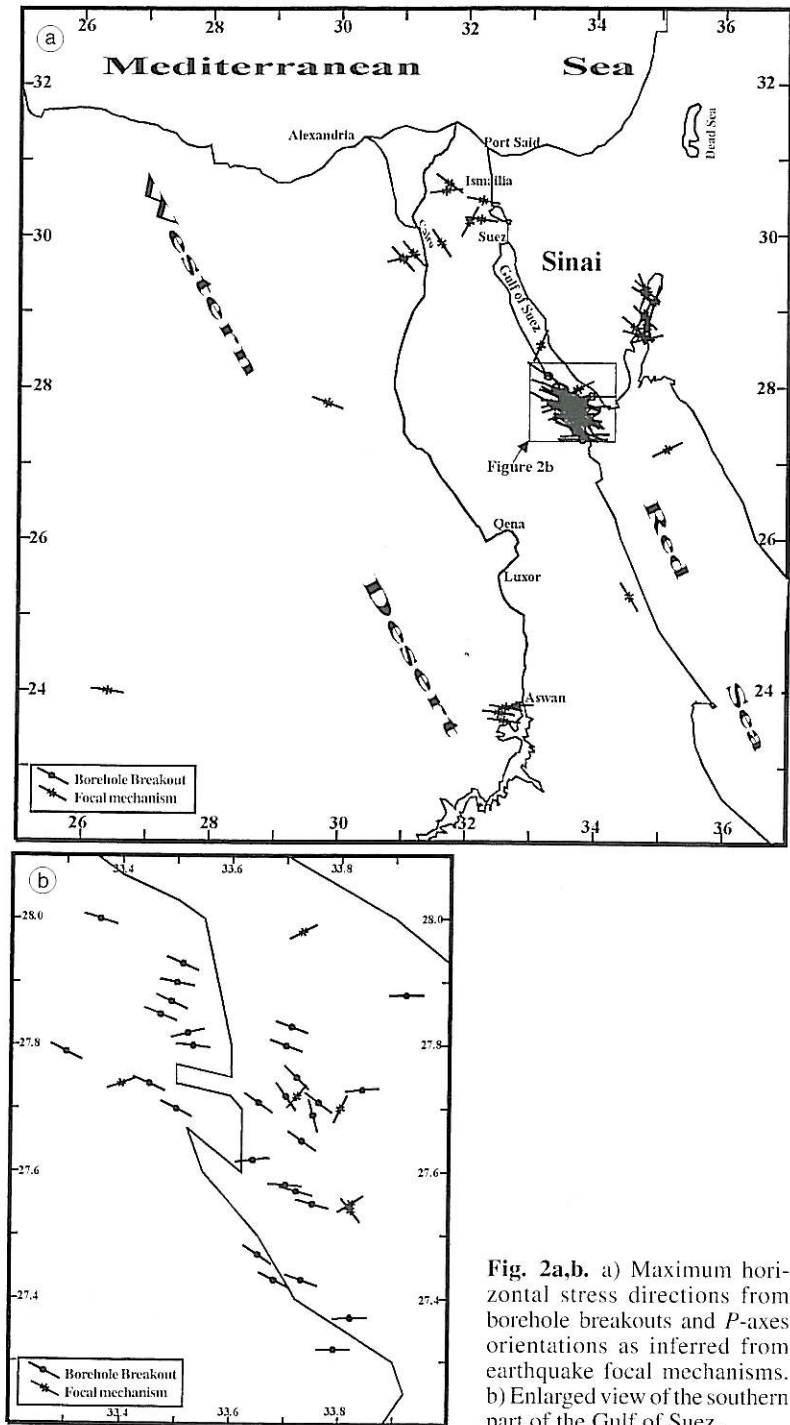 26 28 30 32 34 36
a
Mediterranean Sea
32 32
Alexandria
Port Said
Dead Sea
Ismailia
30 30
Cairo
Suez
Sinai
Gulf of Suez
Western
28 28
Figure 2b
Qena
26 26
Red
Luxor
Desert
24 24
Aswan
Sea
Borehole Breakout
Focal mechanism
26 28 30 32 34 36
b
33.4 33.6 33.8
28.0 28.0
27.8 27.8
27.6 27.6
27.4 27.4
Borehole Breakout
Focal mechanism
33.4 33.6 33.8
Fig. 2a,b. a) Maximum hori-
zontal stress directions from
borehole breakouts and P-axes
orientations as inferred from
earthquake focal mechanisms.
b) Enlarged view of the southern
part of the Gulf of Suez.